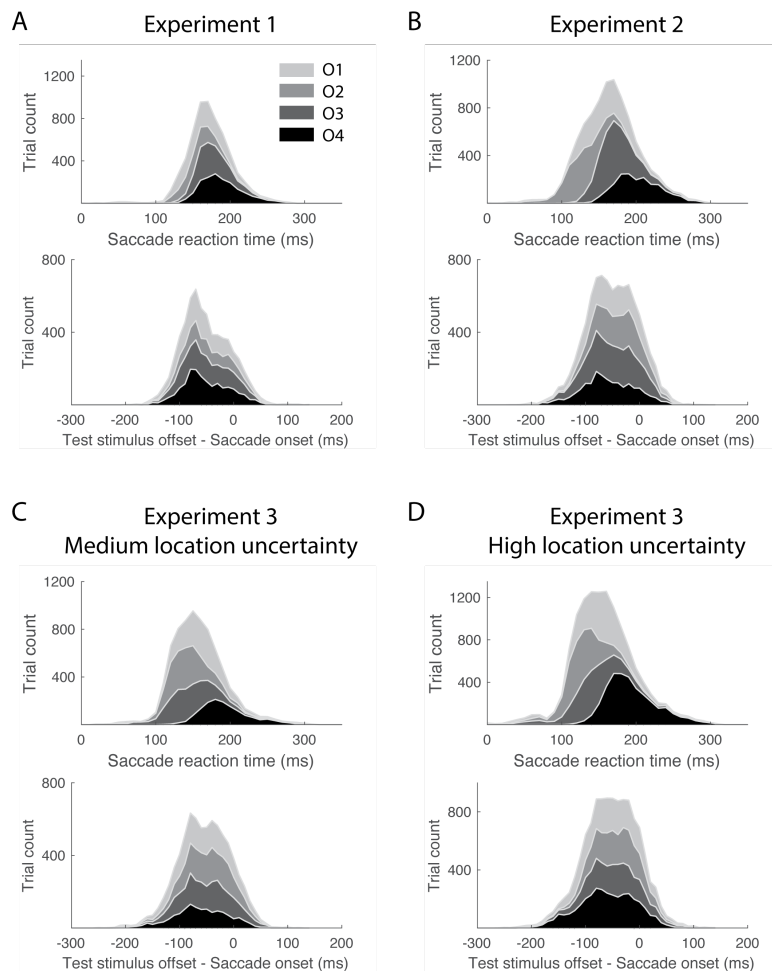 A
Experiment 1
1200
800
400
Trial count
O1
O2
O3
O4
0 100 200 300
Saccade reaction time (ms)
800
400
Trial count
-300 -200 -100 0 100 200
Test stimulus offset - Saccade onset (ms)
B
Experiment 2
1200
800
400
Trial count
0 100 200 300
Saccade reaction time (ms)
800
400
Trial count
-300 -200 -100 0 100 200
Test stimulus offset - Saccade onset (ms)
C
Experiment 3
Medium location uncertainty
1200
800
400
Trial count
0 100 200 300
Saccade reaction time (ms)
800
400
Trial count
-300 -200 -100 0 100 200
Test stimulus offset - Saccade onset (ms)
D
Experiment 3
High location uncertainty
1200
800
400
Trial count
0 100 200 300
Saccade reaction time (ms)
800
400
Trial count
-300 -200 -100 0 100 200
Test stimulus offset - Saccade onset (ms)